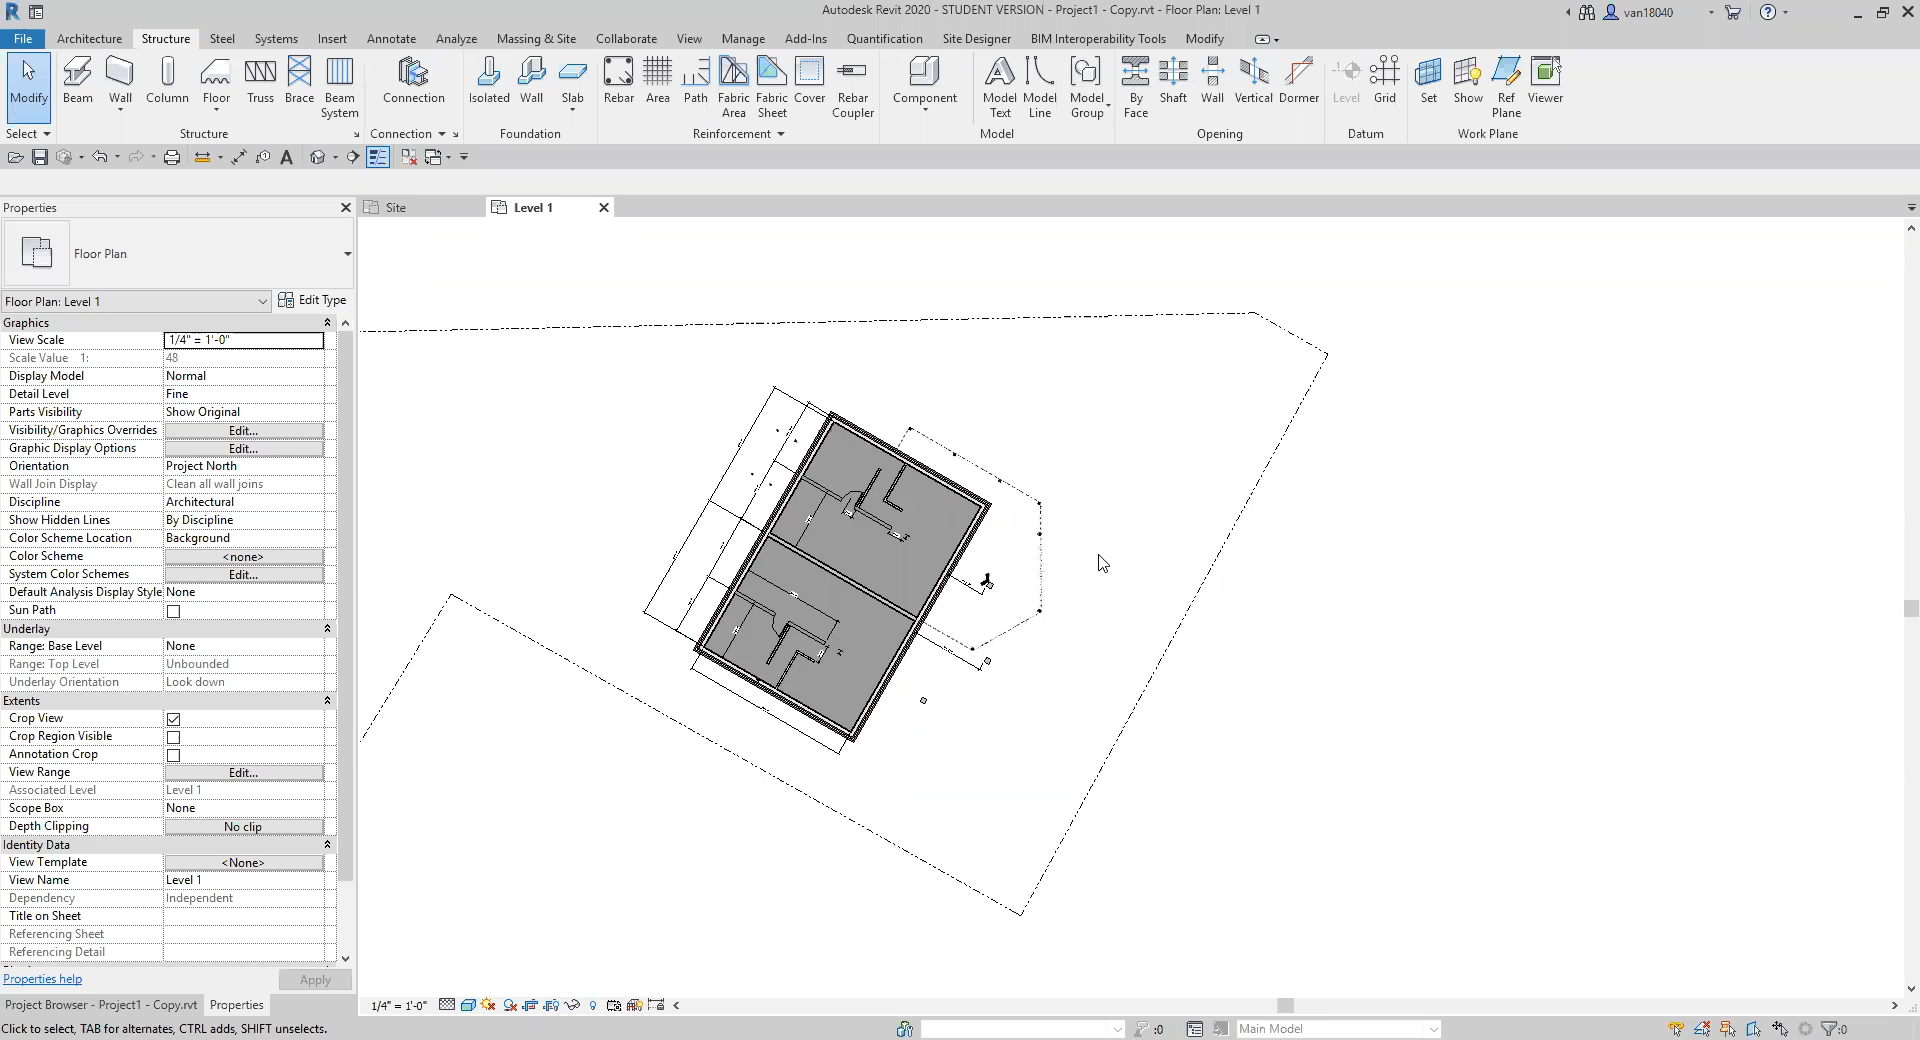 Autodesk Revit 2020 - STUDENT VERSION - Project1 - Copy.rvt - Floor Plan: Level 1
van18040
File Architecture Structure Steel Systems Insert Annotate Analyze Massing & Site Collaborate View Manage Add-Ins Quantification Site Designer BIM Interoperability Tools Modify
Modify Beam Wall Column Floor Truss Brace Beam System Connection Isolated Wall Slab Rebar Area Path Fabric Area Fabric Sheet Cover Rebar Coupler Component Model Text Model Line Model Group By Face Shaft Wall Vertical Dormer Level Grid Set Show Ref Plane Viewer
Select Structure Connection Foundation Reinforcement Model Opening Datum Work Plane
Properties
Site
Level 1
Floor Plan
Floor Plan: Level 1
Edit Type
Graphics
View Scale 1/4" = 1'-0"
Scale Value 1: 48
Display Model Normal
Detail Level Fine
Parts Visibility Show Original
Visibility/Graphics Overrides Edit...
Graphic Display Options Edit...
Orientation Project North
Wall Join Display Clean all wall joins
Discipline Architectural
Show Hidden Lines By Discipline
Color Scheme Location Background
Color Scheme <none>
System Color Schemes Edit...
Default Analysis Display Style None
Sun Path
Underlay
Range: Base Level None
Range: Top Level Unbounded
Underlay Orientation Look down
Extents
Crop View
Crop Region Visible
Annotation Crop
View Range Edit...
Associated Level Level 1
Scope Box None
Depth Clipping No clip
Identity Data
View Template <None>
View Name Level 1
Dependency Independent
Title on Sheet
Referencing Sheet
Referencing Detail
Properties help
Apply
Project Browser - Project1 - Copy.rvt Properties
1/4" = 1'-0"
Click to select, TAB for alternates, CTRL adds, SHIFT unselects.
:0
Main Model
:0